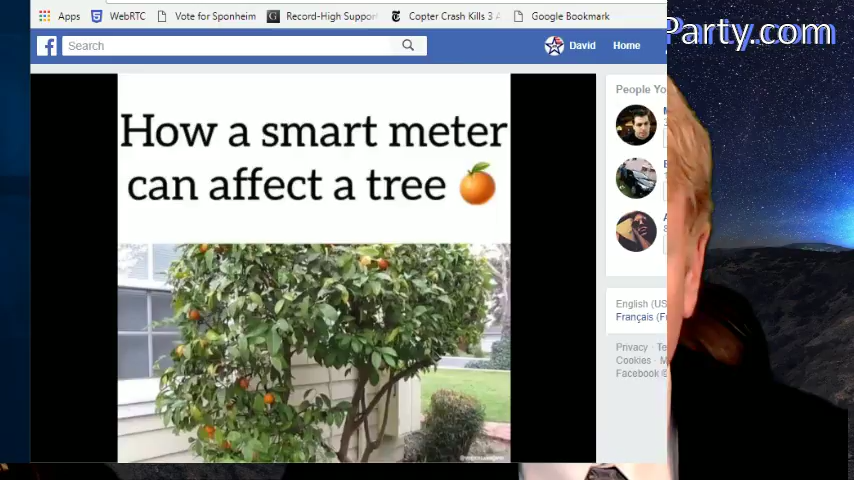 Apps WebRTC Vote for Sponheim Record-High Suppor Copter Crash Kills 3 Google Bookmark
Party.com
Search David Home
How a smart meter
can affect a tree
People Yo
English (US
Français (F
Privacy · Te
Cookies · M
Facebook ©